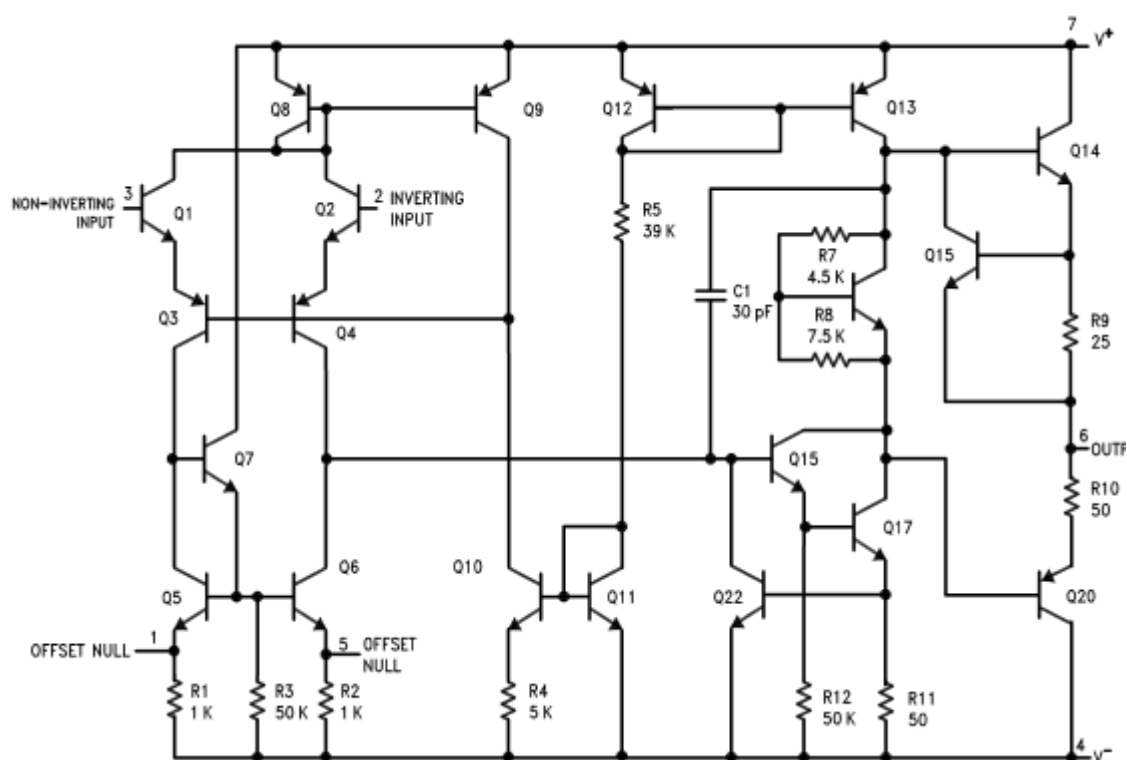 7
V+
Q8
Q9
Q12
Q13
Q14
3
NON-INVERTING
INPUT
Q1
Q2
2 INVERTING
INPUT
R5
39 K
R7
4.5 K
Q15
C1
30 pF
R8
7.5 K
Q3
Q4
R9
25
6
OUTP
Q7
Q15
R10
50
Q17
Q5
Q6
Q10
Q11
Q22
Q20
1
OFFSET NULL
5 OFFSET
NULL
R1
1 K
R3
50 K
R2
1 K
R4
5 K
R12
50 K
R11
50
4
V-